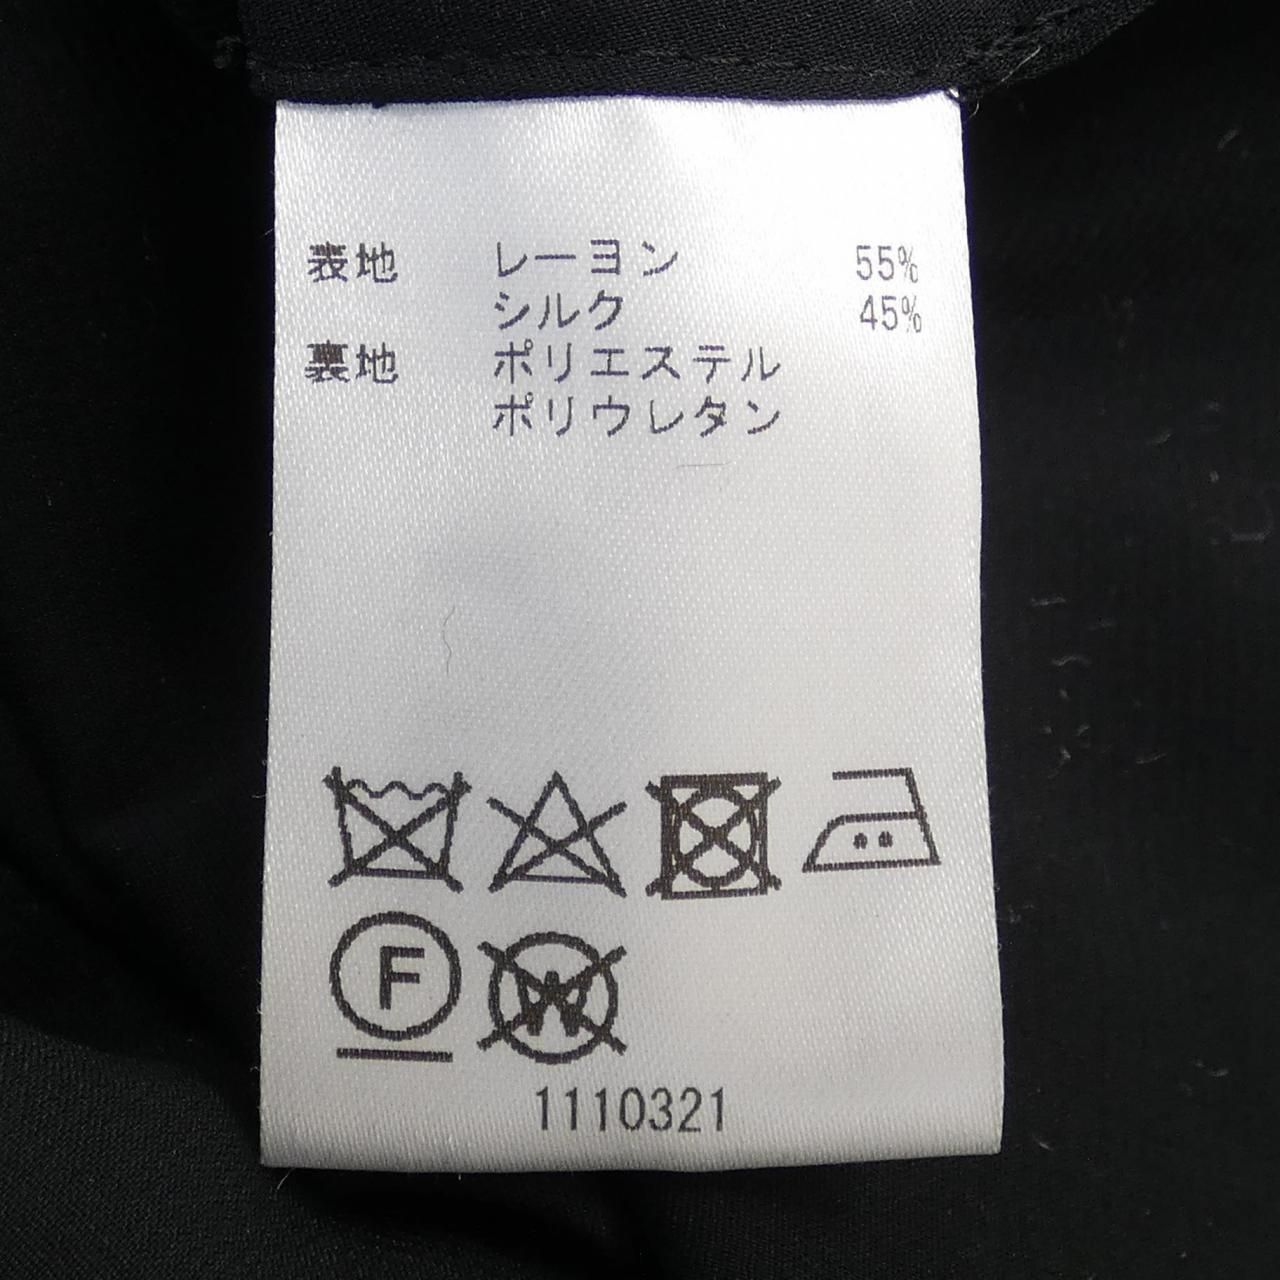 表地 レーヨン 55%
シルク 45%
裏地 ポリエステル
ポリウレタン
F W
1110321